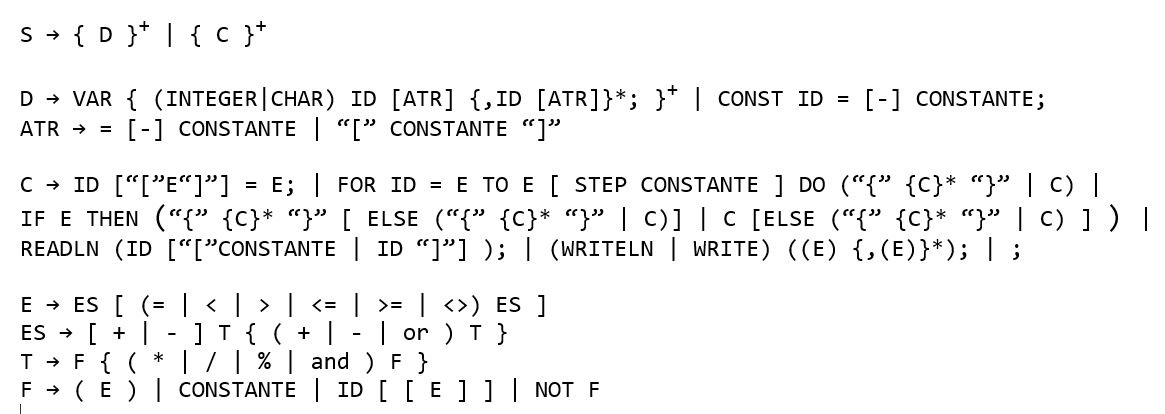 S → { D }⁺ | { C }⁺
D → VAR { (INTEGER|CHAR) ID [ATR] {,ID [ATR]}*; }⁺ | CONST ID = [-] CONSTANTE;
ATR → = [-] CONSTANTE | “[” CONSTANTE “]”
C → ID [“[”E“]”] = E; | FOR ID = E TO E [ STEP CONSTANTE ] DO (“{” {C}* “}” | C) |
IF E THEN (“{” {C}* “}” [ ELSE (“{” {C}* “}” | C)] | C [ELSE (“{” {C}* “}” | C) ] ) |
READLN (ID [“[”CONSTANTE | ID “]”] ); | (WRITELN | WRITE) ((E) {,(E)}*); | ;
E → ES [ (= | < | > | <= | >= | <>) ES ]
ES → [ + | - ] T { ( + | - | or ) T }
T → F { ( * | / | % | and ) F }
F → ( E ) | CONSTANTE | ID [ [ E ] ] | NOT F